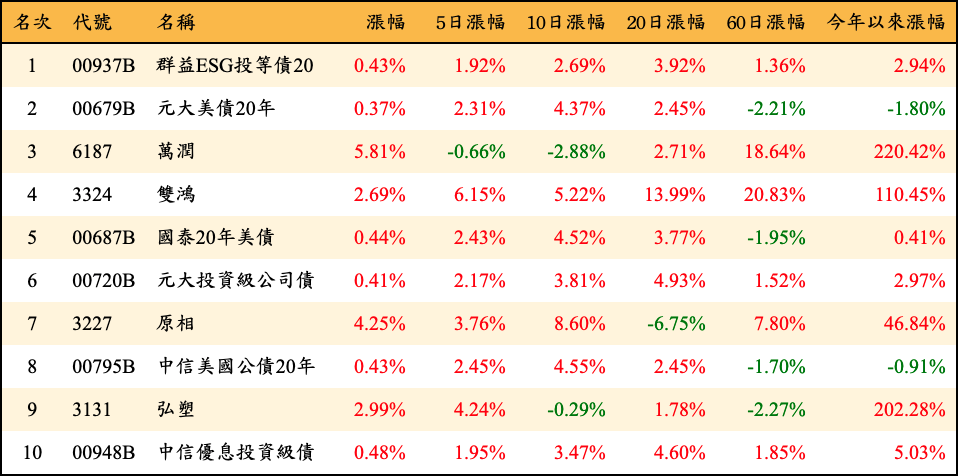 名次 代號 名稱 漲幅 5日漲幅 10日漲幅 20日漲幅 60日漲幅 今年以來漲幅
1 00937B 群益ESG投等債20 0.43% 1.92% 2.69% 3.92% 1.36% 2.94%
2 00679B 元大美債20年 0.37% 2.31% 4.37% 2.45% -2.21% -1.80%
3 6187 萬潤 5.81% -0.66% -2.88% 2.71% 18.64% 220.42%
4 3324 雙鴻 2.69% 6.15% 5.22% 13.99% 20.83% 110.45%
5 00687B 國泰20年美債 0.44% 2.43% 4.52% 3.77% -1.95% 0.41%
6 00720B 元大投資級公司債 0.41% 2.17% 3.81% 4.93% 1.52% 2.97%
7 3227 原相 4.25% 3.76% 8.60% -6.75% 7.80% 46.84%
8 00795B 中信美國公債20年 0.43% 2.45% 4.55% 2.45% -1.70% -0.91%
9 3131 弘塑 2.99% 4.24% -0.29% 1.78% -2.27% 202.28%
10 00948B 中信優息投資級債 0.48% 1.95% 3.47% 4.60% 1.85% 5.03%